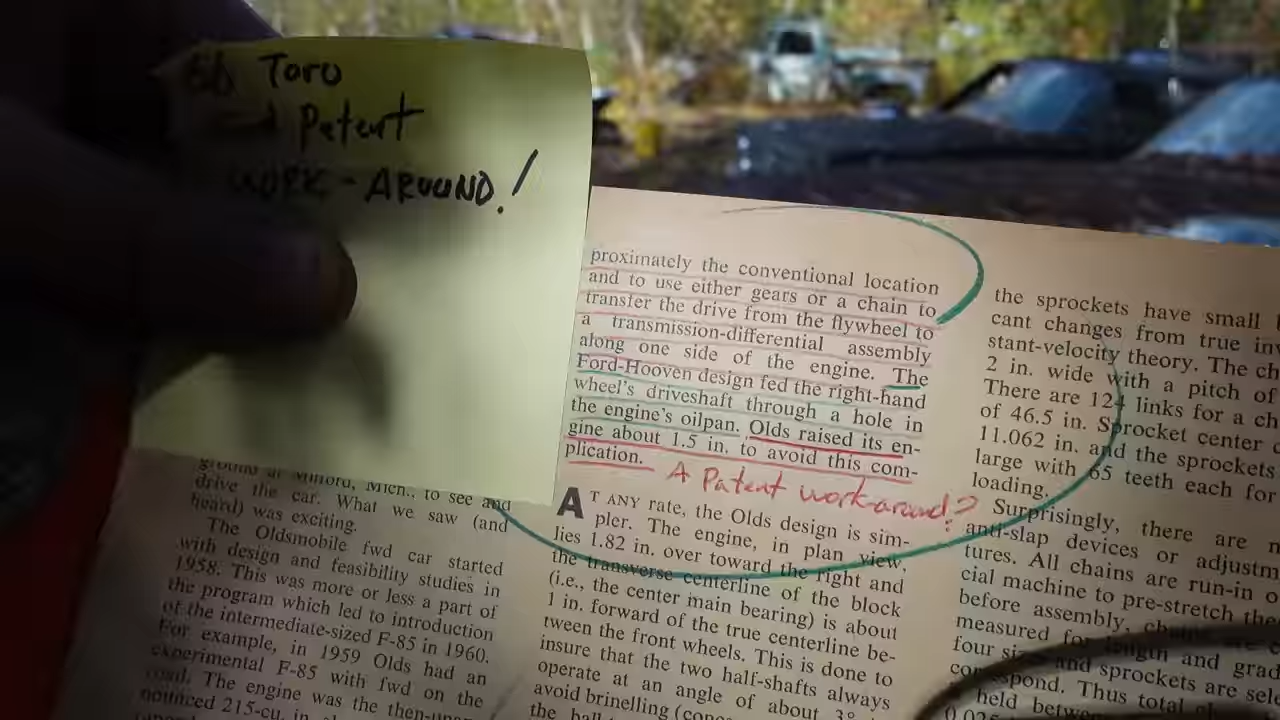 66 Toro
Patent
WORK-AROUND!
ground at Milford, Mich., to see and
drive the car. What we saw (and
heard) was exciting.
The Oldsmobile fwd car started
with design and feasibility studies in
1958. This was more or less a part of
the program which led to introduction
of the intermediate-sized F-85 in 1960.
For example, in 1959 Olds had an
experimental F-85 with fwd on the
road. The engine was the then-unan-
nounced 215-cu. in.
proximately the conventional location
and to use either gears or a chain to
transfer the drive from the flywheel to
a transmission-differential assembly
along one side of the engine. The
Ford-Hooven design fed the right-hand
wheel's driveshaft through a hole in
the engine's oilpan. Olds raised its en-
gine about 1.5 in. to avoid this com-
plication.
A Patent work-around?
AT ANY rate, the Olds design is sim-
pler. The engine, in plan view,
lies 1.82 in. over toward the right and
the transverse centerline of the block
(i.e., the center main bearing) is about
1 in. forward of the true centerline be-
tween the front wheels. This is done to
insure that the two half-shafts always
operate at an angle of about 3°
avoid brinelling
the
the sprockets have small
cant changes from true
stant-velocity theory. The
2 in. wide with a pitch of
There are 124 links for a
of 46.5 in. Sprocket center
11.062 in. and the sprockets
large with 65 teeth each for
loading.
Surprisingly, there are
anti-slap devices or
tures. All chains are run-in
cial machine to pre-stretch
before assembly,
measured for length and
four and sprockets are
Thus total
held